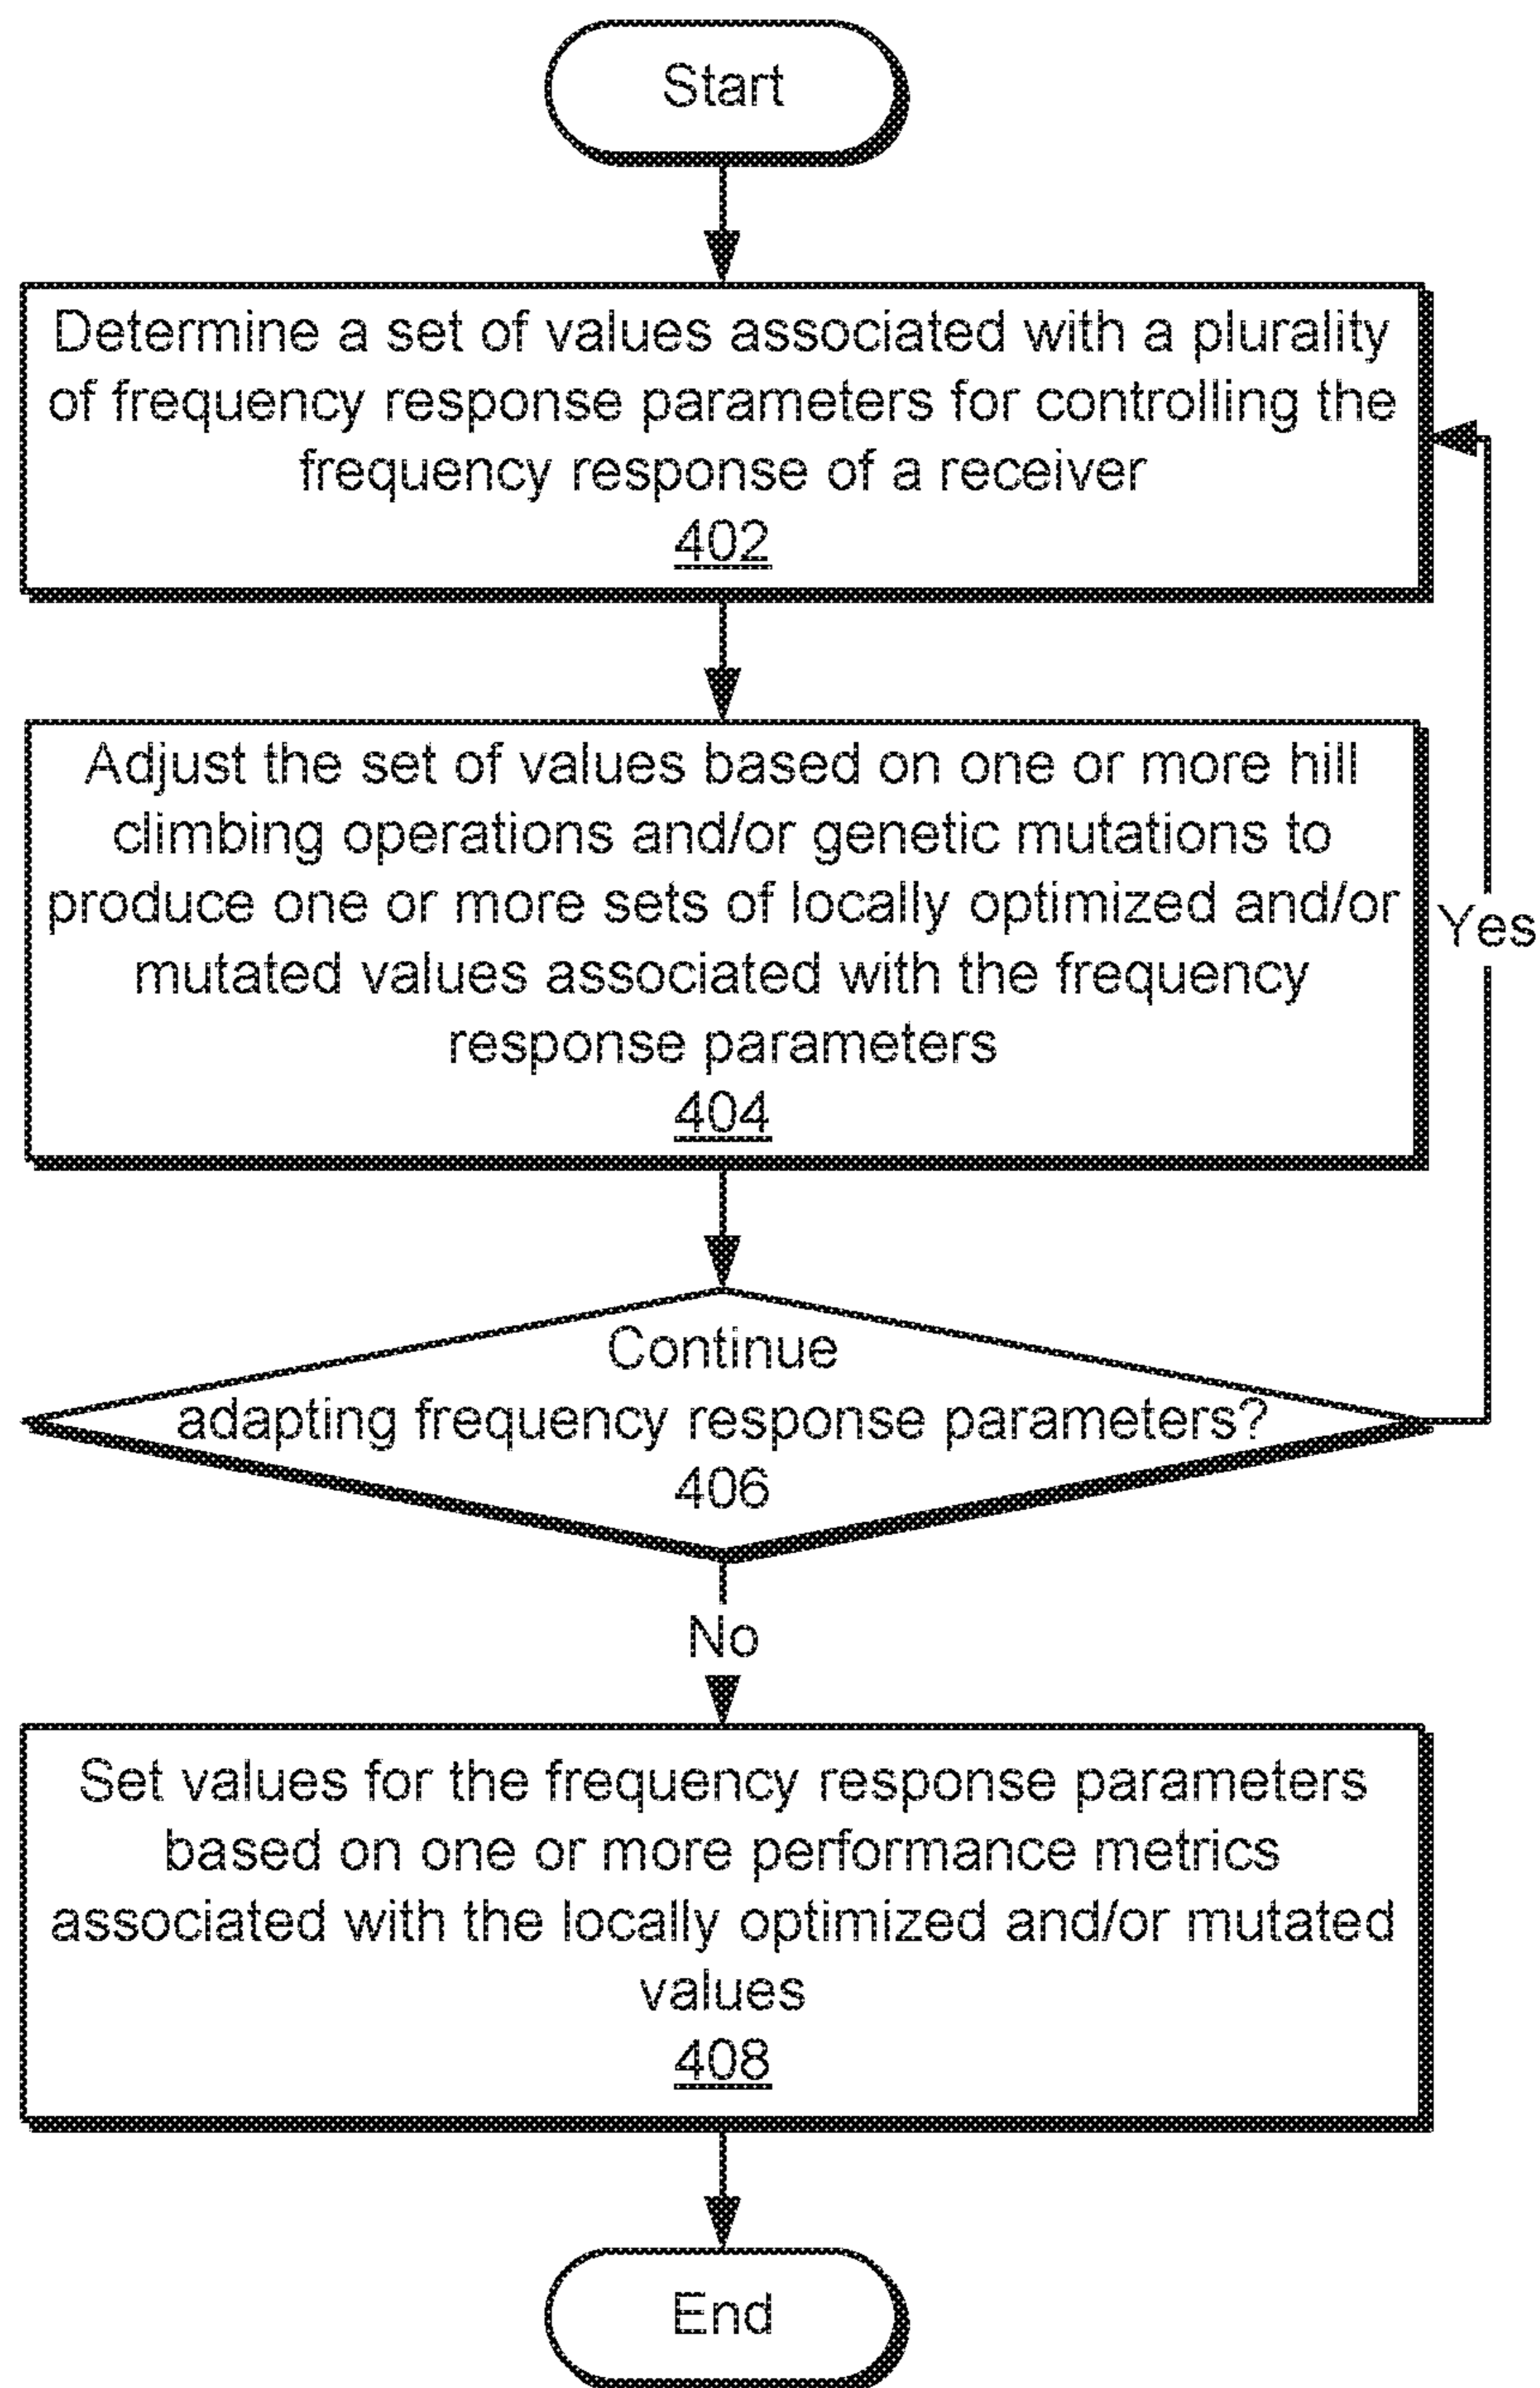 Start
Determine a set of values associated with a plurality
of frequency response parameters for controlling the
frequency response of a receiver
402
Adjust the set of values based on one or more hill
climbing operations and/or genetic mutations to
produce one or more sets of locally optimized and/or
mutated values associated with the frequency
response parameters
404
Yes
Continue
adapting frequency response parameters?
406
No
Set values for the frequency response parameters
based on one or more performance metrics
associated with the locally optimized and/or mutated
values
408
End